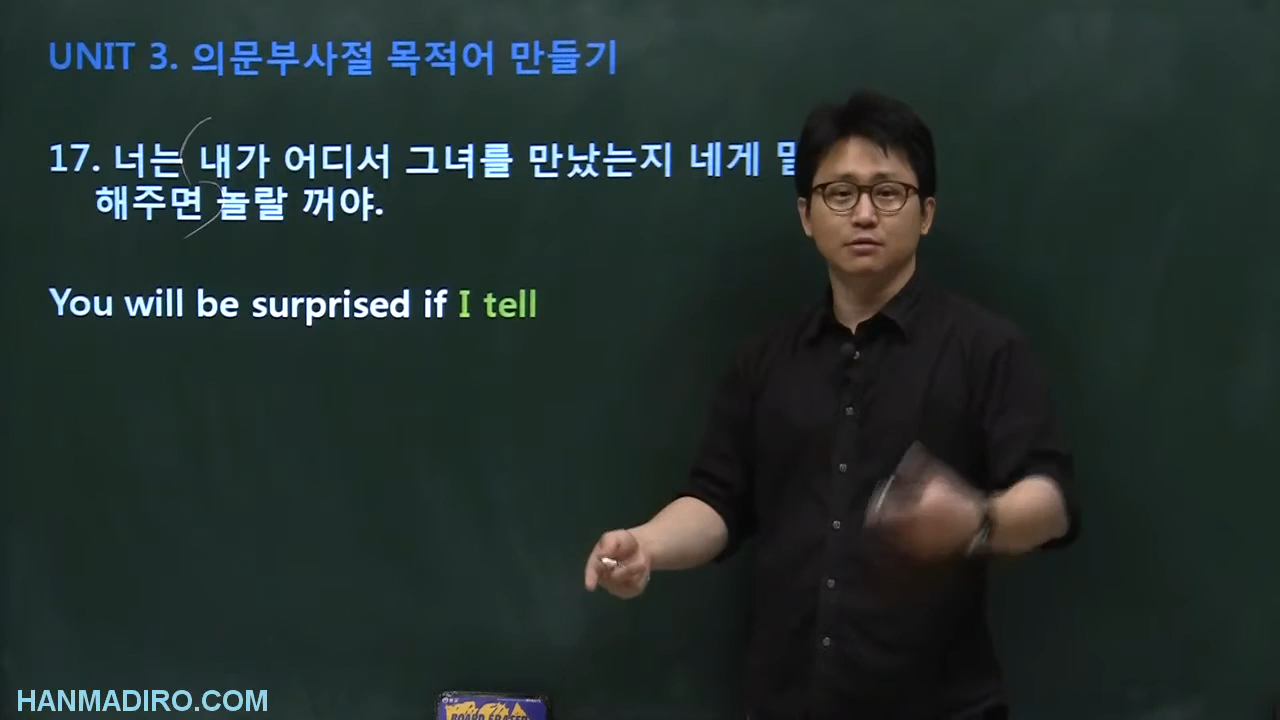 UNIT 3. 의문부사절 목적어 만들기
17. 너는 내가 어디서 그녀를 만났는지 네게
해주면 놀랄 꺼야.
You will be surprised if I tell
BOARD ERASER
HANMADIRO.COM